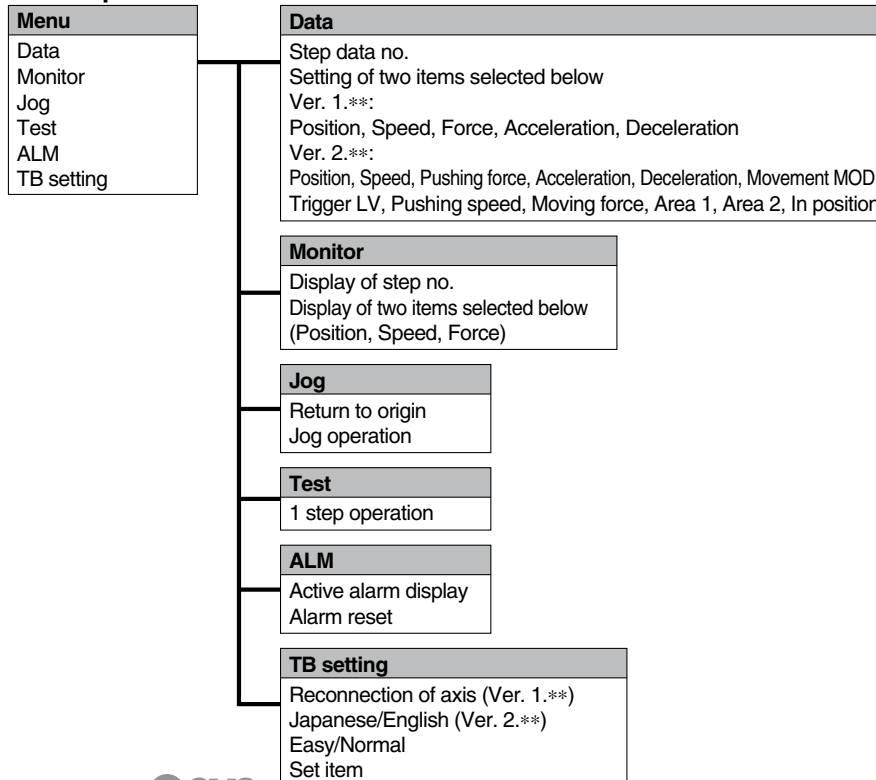 Menu
Data
Monitor
Jog
Test
ALM
TB setting
Data
Step data no.
Setting of two items selected below
Ver. 1.**:
Position, Speed, Force, Acceleration, Deceleration
Ver. 2.**:
Position, Speed, Pushing force, Acceleration, Deceleration, Movement MOD
Trigger LV, Pushing speed, Moving force, Area 1, Area 2, In position
Monitor
Display of step no.
Display of two items selected below
(Position, Speed, Force)
Jog
Return to origin
Jog operation
Test
1 step operation
ALM
Active alarm display
Alarm reset
TB setting
Reconnection of axis (Ver. 1.**)
Japanese/English (Ver. 2.**)
Easy/Normal
Set item